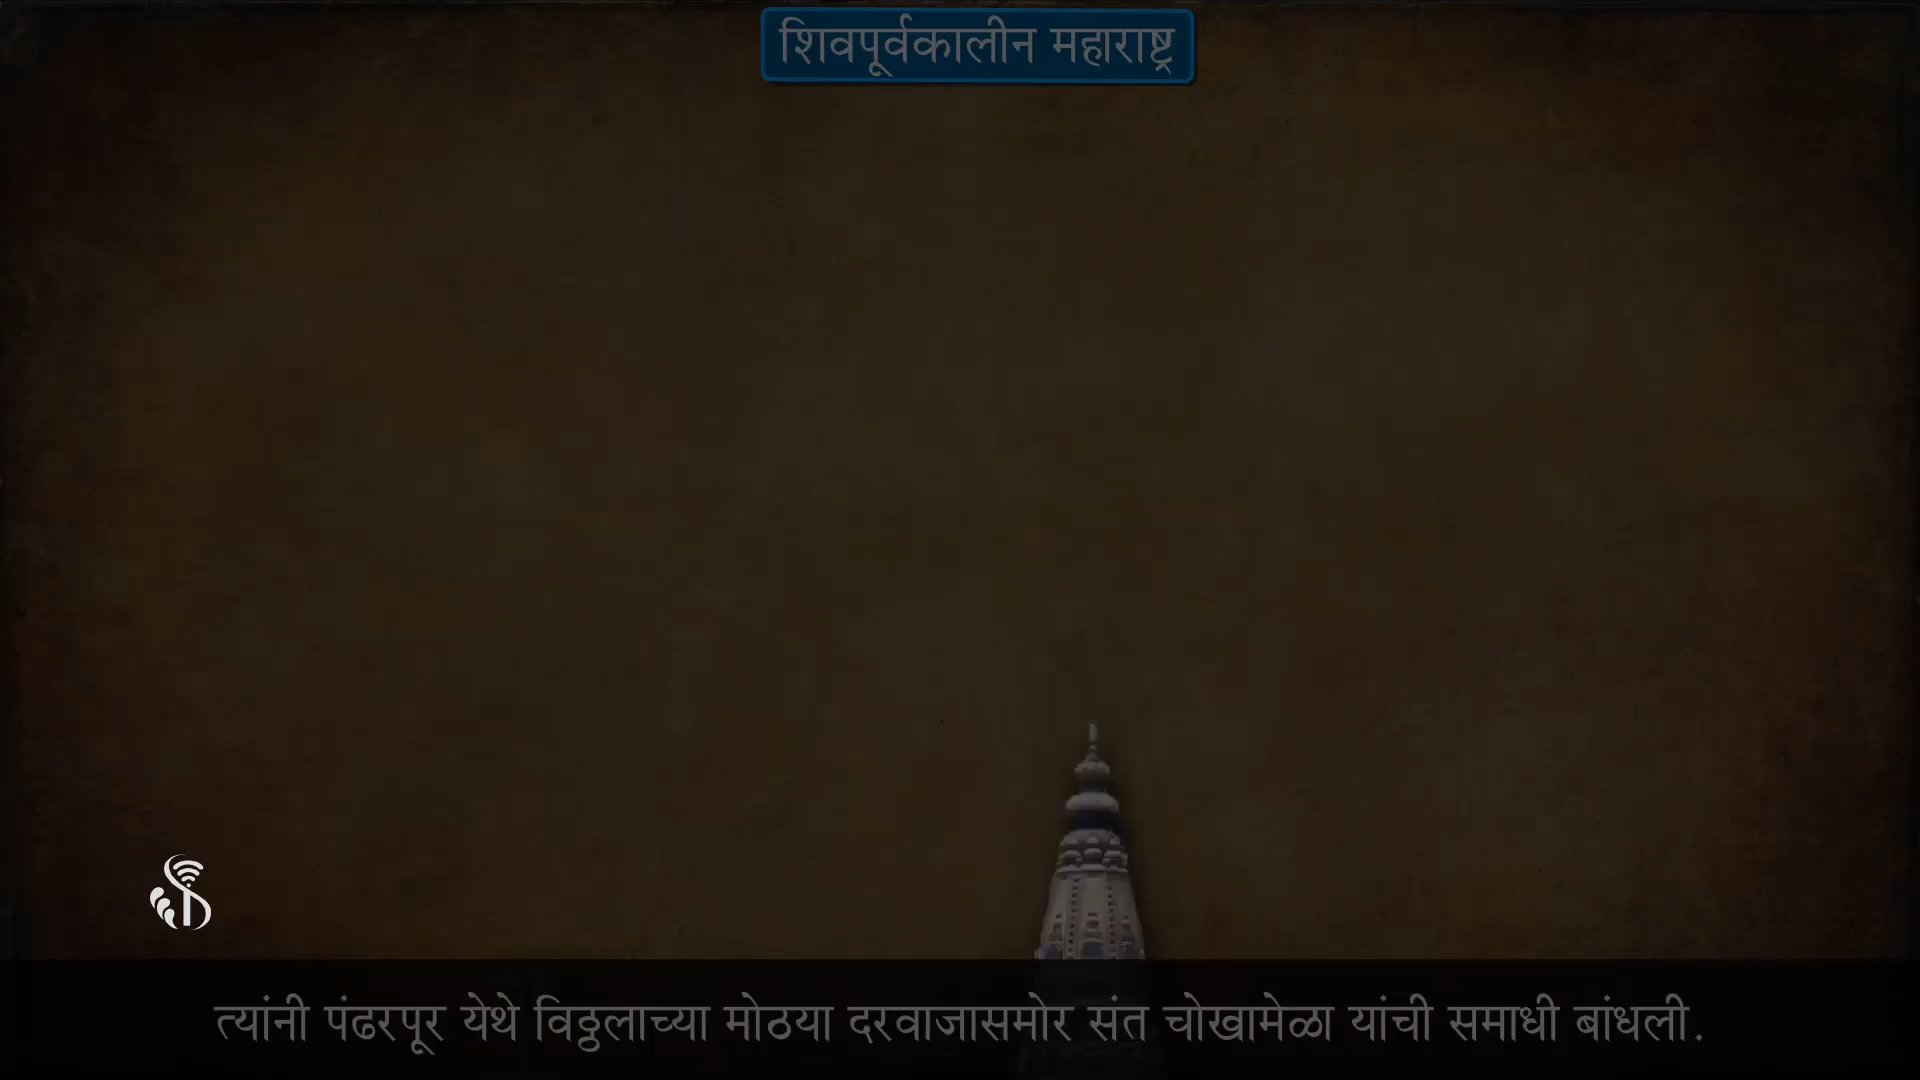 शिवपूर्वकालीन महाराष्ट्र
त्यांनी पंढरपूर येथे विठ्ठलाच्या मोठया दरवाजासमोर संत चोखामेळा यांची समाधी बांधली.